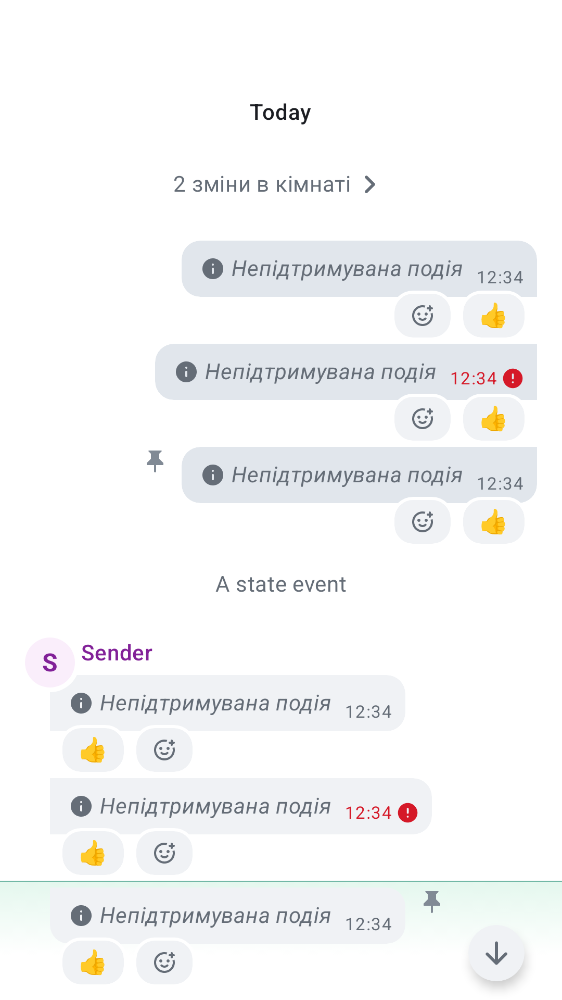 Today
2 зміни в кімнаті
Непідтримувана подія 12:34
👍
Непідтримувана подія 12:34
👍
Непідтримувана подія 12:34
👍
A state event
S Sender
Непідтримувана подія 12:34
👍
Непідтримувана подія 12:34
👍
Непідтримувана подія 12:34
👍